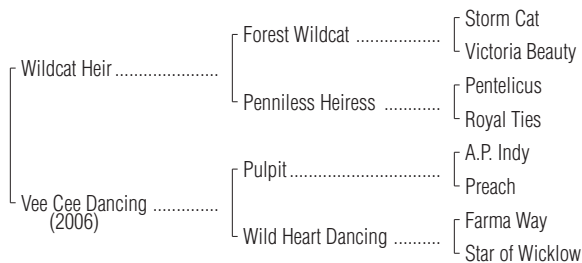 Storm Cat
Forest Wildcat ..................
Victoria Beauty
Wildcat Heir ......................
Pentelicus
Penniless Heiress ............
Royal Ties
A.P. Indy
Pulpit ................................
Preach
Vee Cee Dancing ..............
(2006)
Farma Way
Wild Heart Dancing ..........
Star of Wicklow